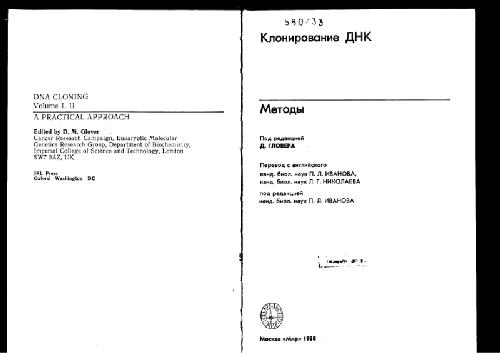 DNA CLONING
Volume I, II
A PRACTICAL APPROACH
Edited by D. M. Glover
Cancer Research Campaign, Eukaryotic Molecular
Genetics Research Group, Department of Biochemistry,
Imperial College of Science and Technology, London
SW7 2AZ, UK
IRL Press
Oxford Washington DC
580/33
Клонирование ДНК
Методы
Под редакцией
Д. ГЛОВЕРА
Перевод с английского
канд. биол. наук П. Л. ИВАНОВА,
канд. биол. наук Л. Г. НИКОЛАЕВА
под редакцией
канд. биол. наук П. Л. ИВАНОВА
Москва «Мир» 1988